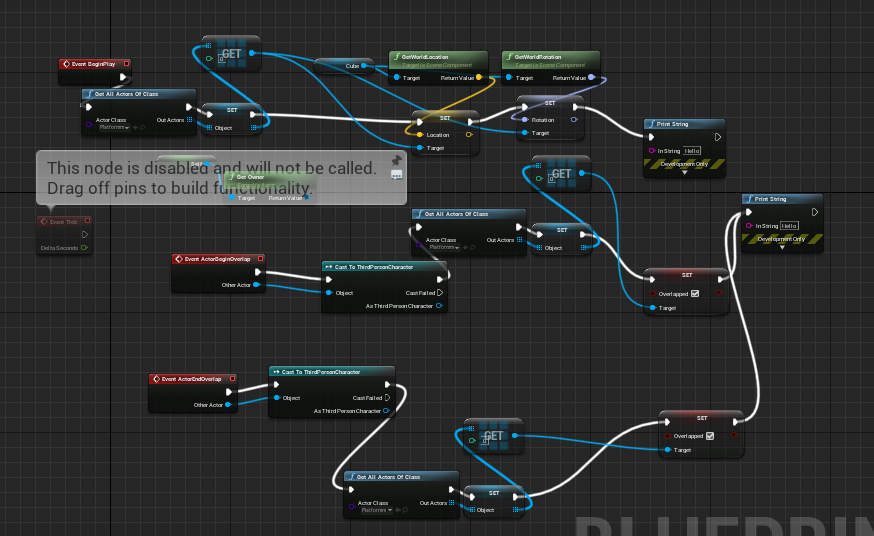 GET
0
Event BeginPlay
Cube
GetWorldLocation
Target is Scene Component
Target
Return Value
GetWorldRotation
Target is Scene Component
Target
Return Value
Get All Actors Of Class
Actor Class
Out Actors
SET
Object
SET
Location
Target
SET
Rotation
Target
Print String
In String Hello
Development Only
This node is disabled and will not be called.
Drag off pins to build functionality.
Self
Get Owner
Target
Return Value
GET
0
Event Tick
Delta Seconds
Get All Actors Of Class
Actor Class
Out Actors
SET
Object
Print String
In String Hello
Development Only
Event ActorBeginOverlap
Other Actor
Cast To ThirdPersonCharacter
Object
Cast Failed
As Third Person Character
SET
Overlapped
Target
Event ActorEndOverlap
Other Actor
Cast To ThirdPersonCharacter
Object
Cast Failed
As Third Person Character
GET
0
SET
Overlapped
Target
Get All Actors Of Class
Actor Class
Out Actors
SET
Object